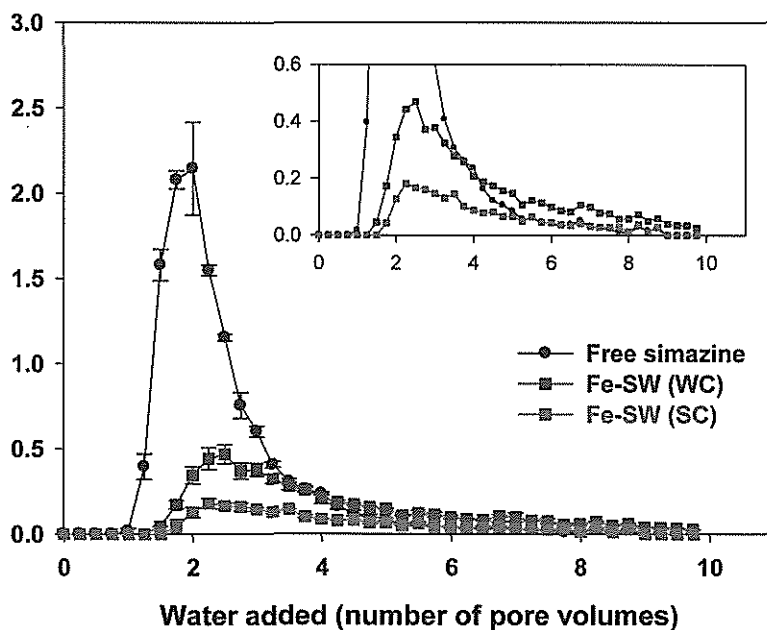 3.0
2.5
2.0
1.5
1.0
0.5
0.0
0 2 4 6 8 10
0.6
0.4
0.2
0.0
0 2 4 6 8 10
Free simazine
Fe-SW (WC)
Fe-SW (SC)
Water added (number of pore volumes)